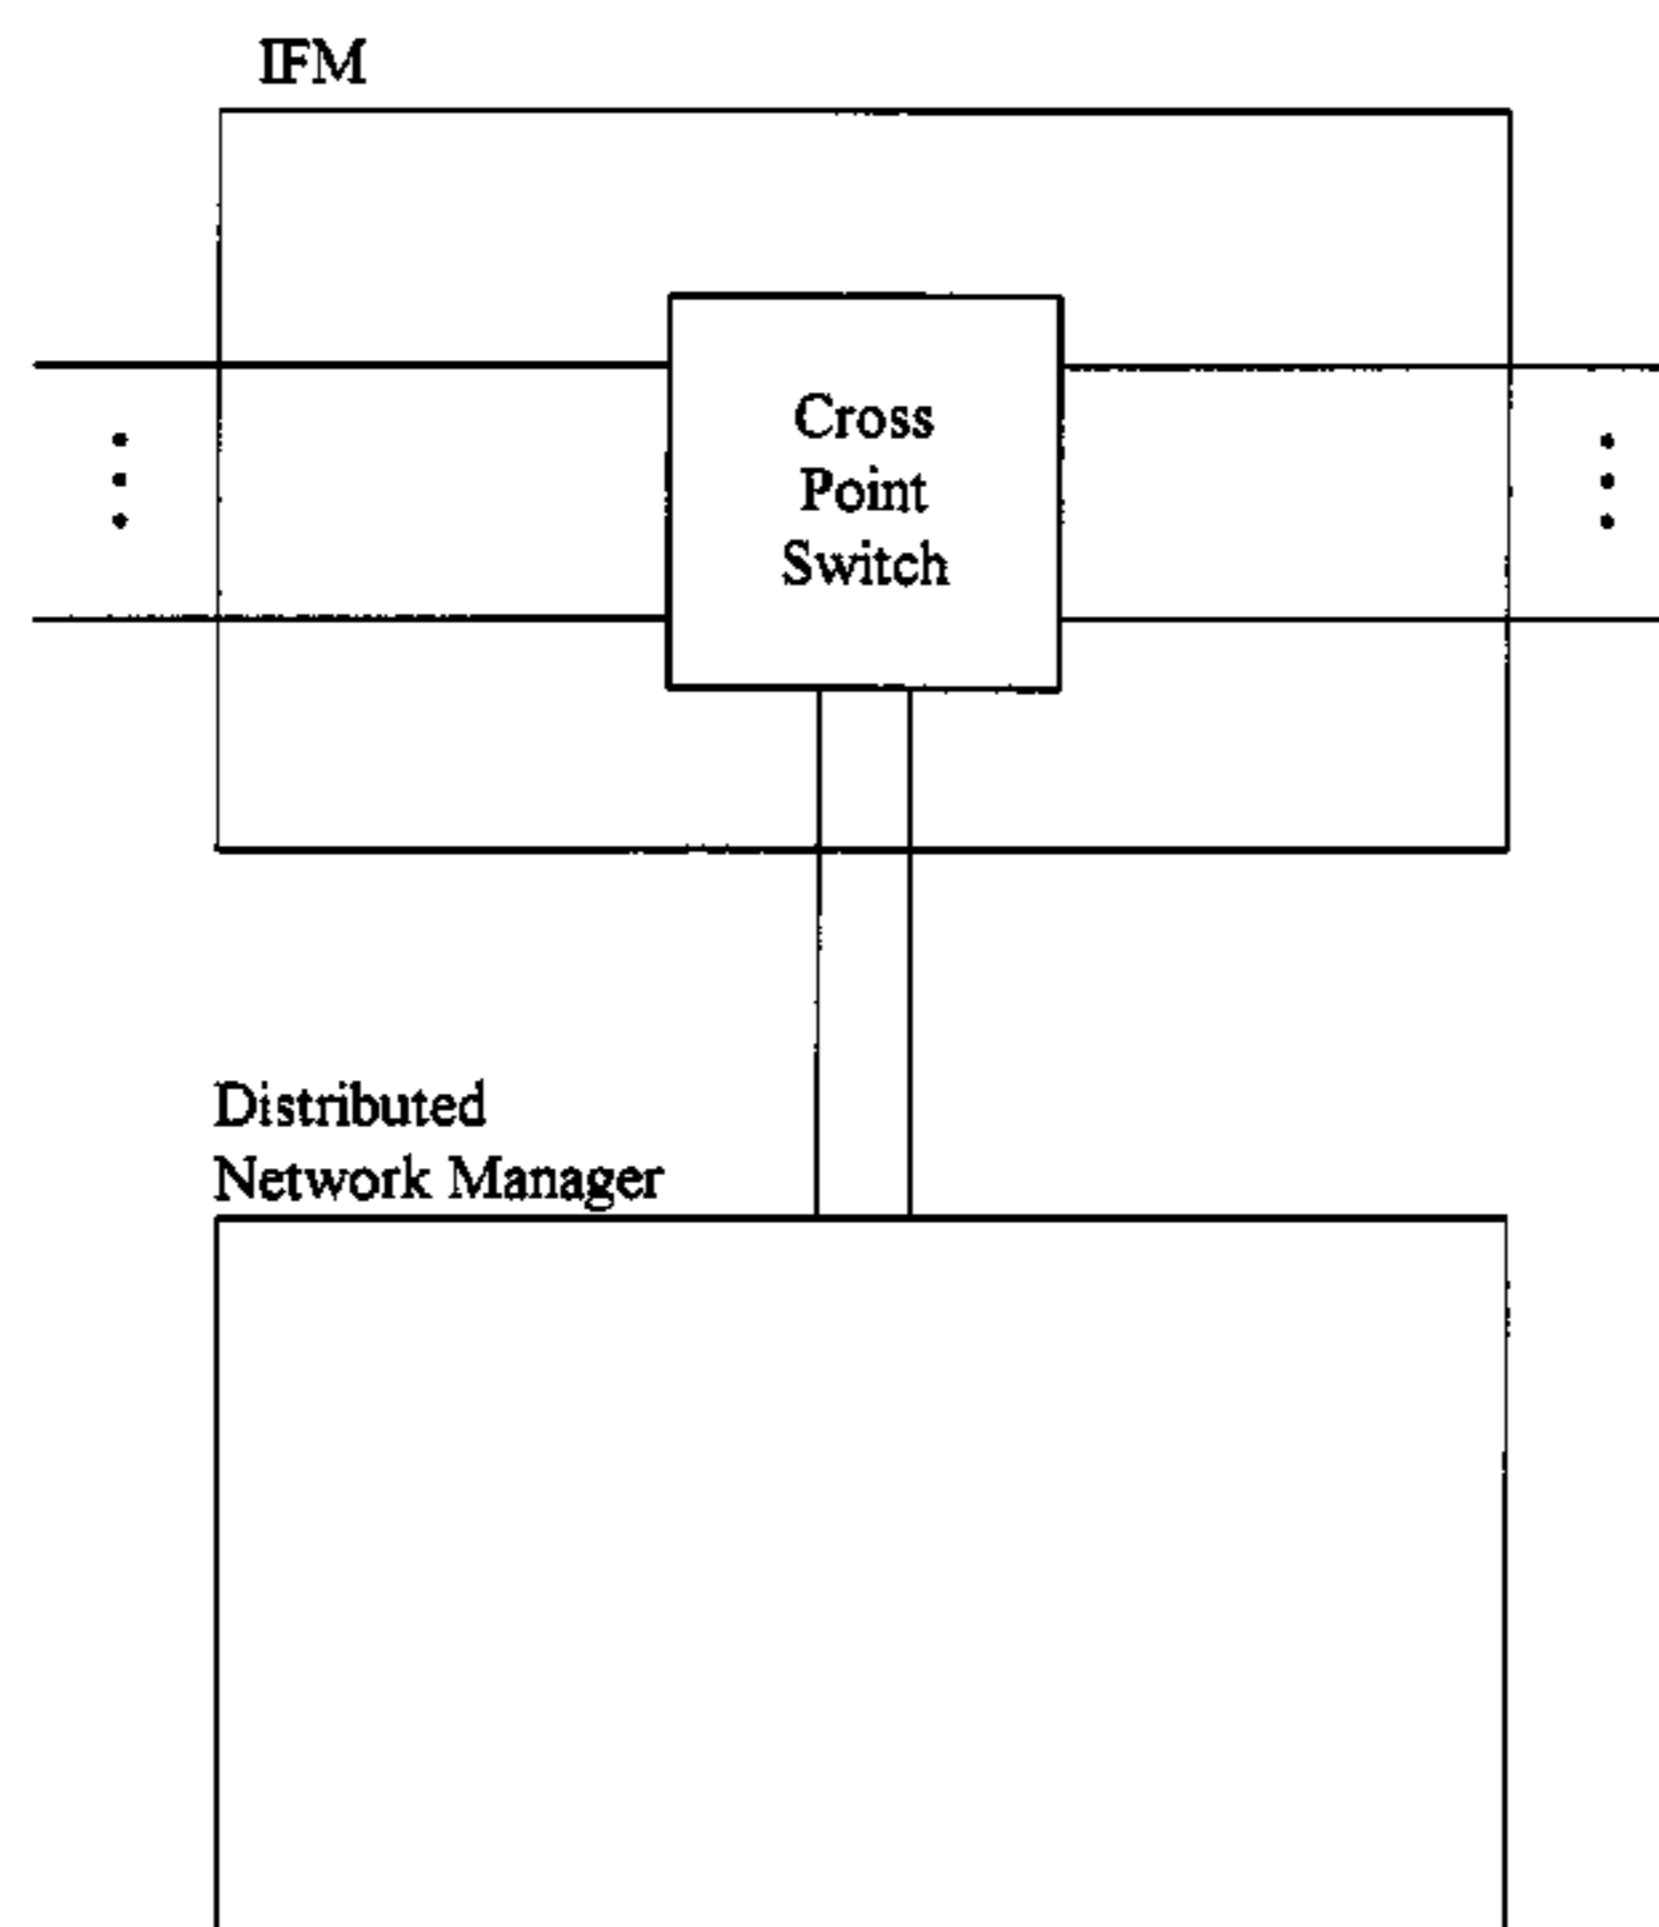 IFM
Cross
Point
Switch
Distributed
Network Manager